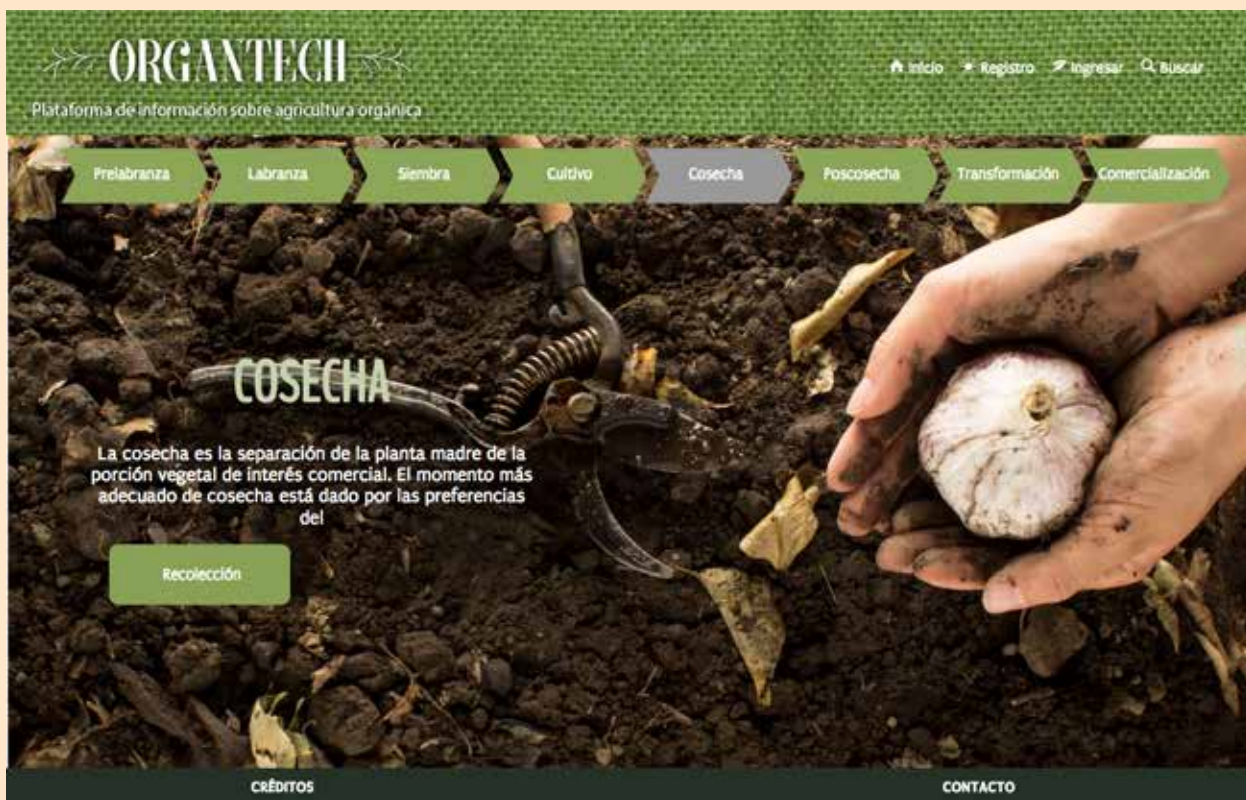 ORGANTECH
Plataforma de información sobre agricultura orgánica
Inicio Registro Ingresar Buscar
Prelabranza Labranza Siembra Cultivo Cosecha Poscosecha Transformación Comercialización
COSECHA
La cosecha es la separación de la planta madre de la
porción vegetal de interés comercial. El momento más
adecuado de cosecha está dado por las preferencias
del
Recolección
CRÉDITOS CONTACTO